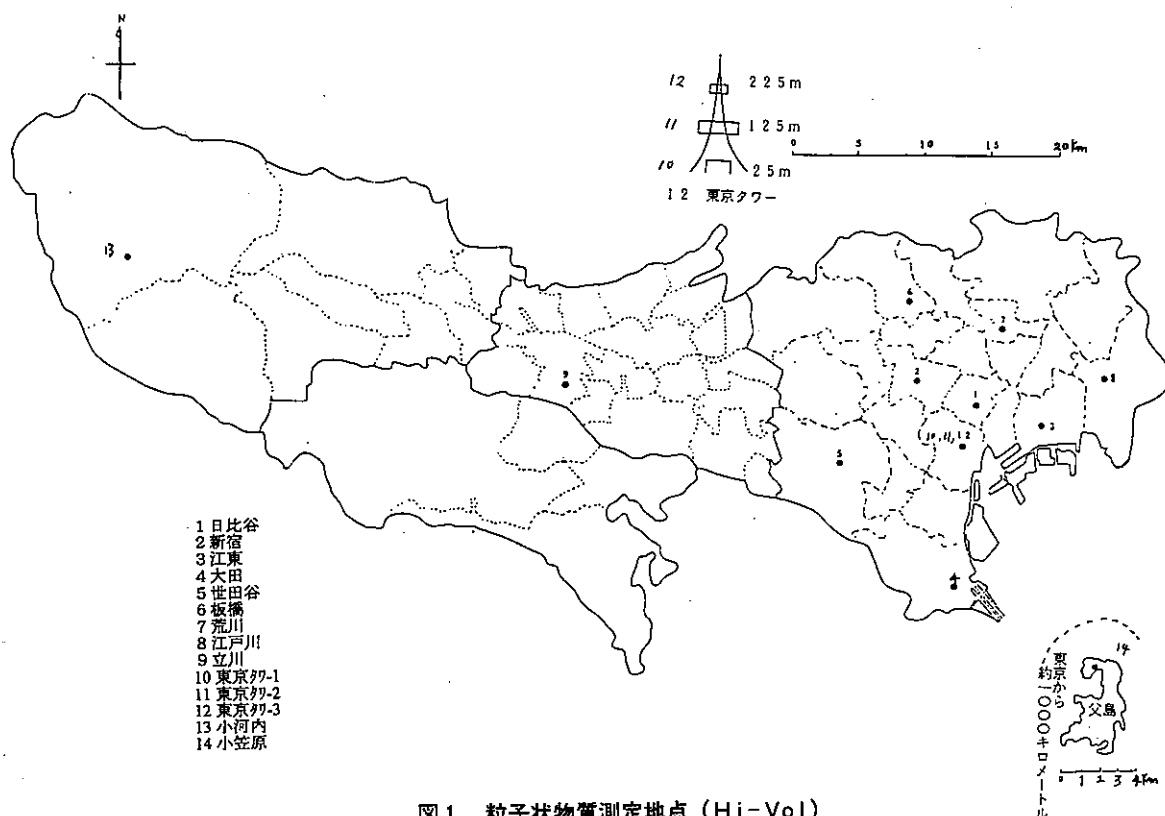 N
12 225m
11 125m
10 25m
12 東京タワー
0 5 10 15 20Km
13
6
7
9
2
8
1
3
(10,11,12
5
4
1 日比谷
2 新宿
3 江東
4 大田
5 世田谷
6 板橋
7 荒川
8 江戸川
9 立川
10 東京タワ-1
11 東京タワ-2
12 東京タワ-3
13 小河内
14 小笠原
14
東京から
約一〇〇〇キロメートル
父島
0 1 2 3 4Km
図1 粒子状物質測定地点 (Hi-Vol)